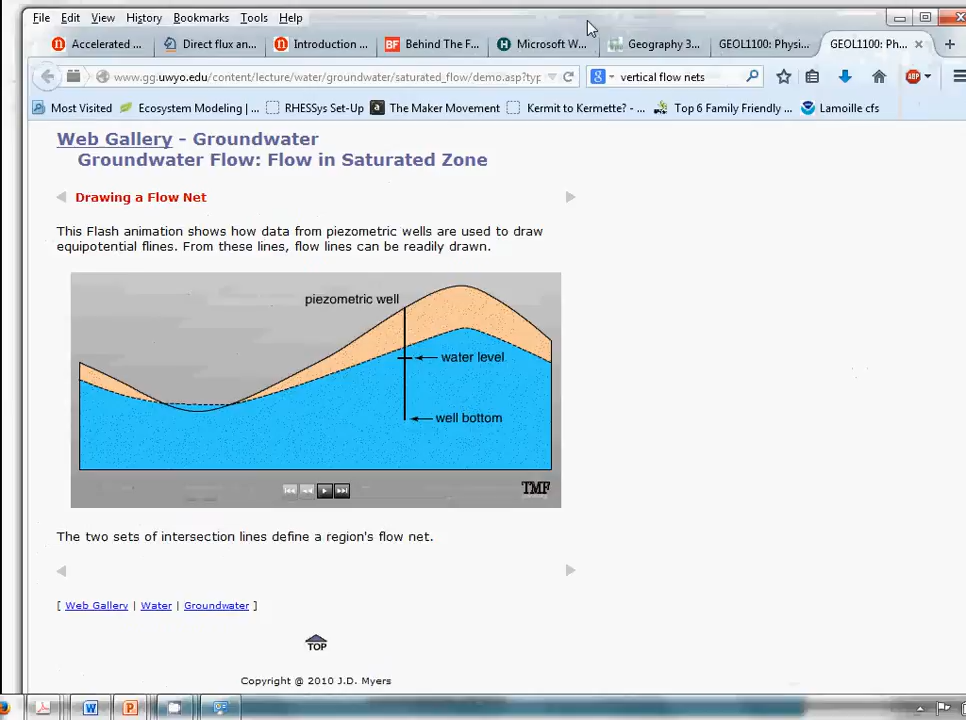 File Edit View History Bookmarks Tools Help
Accelerated ... Direct flux an... Introduction ... Behind The F... Microsoft W... Geography 3... GEOL1100: Physi... GEOL1100: Ph...
www.gg.uwyo.edu/content/lecture/water/groundwater/saturated_flow/demo.asp?typ vertical flow nets ABP
Most Visited Ecosystem Modeling |... RHESSys Set-Up The Maker Movement Kermit to Kermette? - ... Top 6 Family Friendly ... Lamoille cfs
Web Gallery - Groundwater
Groundwater Flow: Flow in Saturated Zone
Drawing a Flow Net
This Flash animation shows how data from piezometric wells are used to draw
equipotential flines. From these lines, flow lines can be readily drawn.
piezometric well
water level
well bottom
TMF
The two sets of intersection lines define a region's flow net.
[ Web Gallery | Water | Groundwater ]
TOP
Copyright @ 2010 J.D. Myers